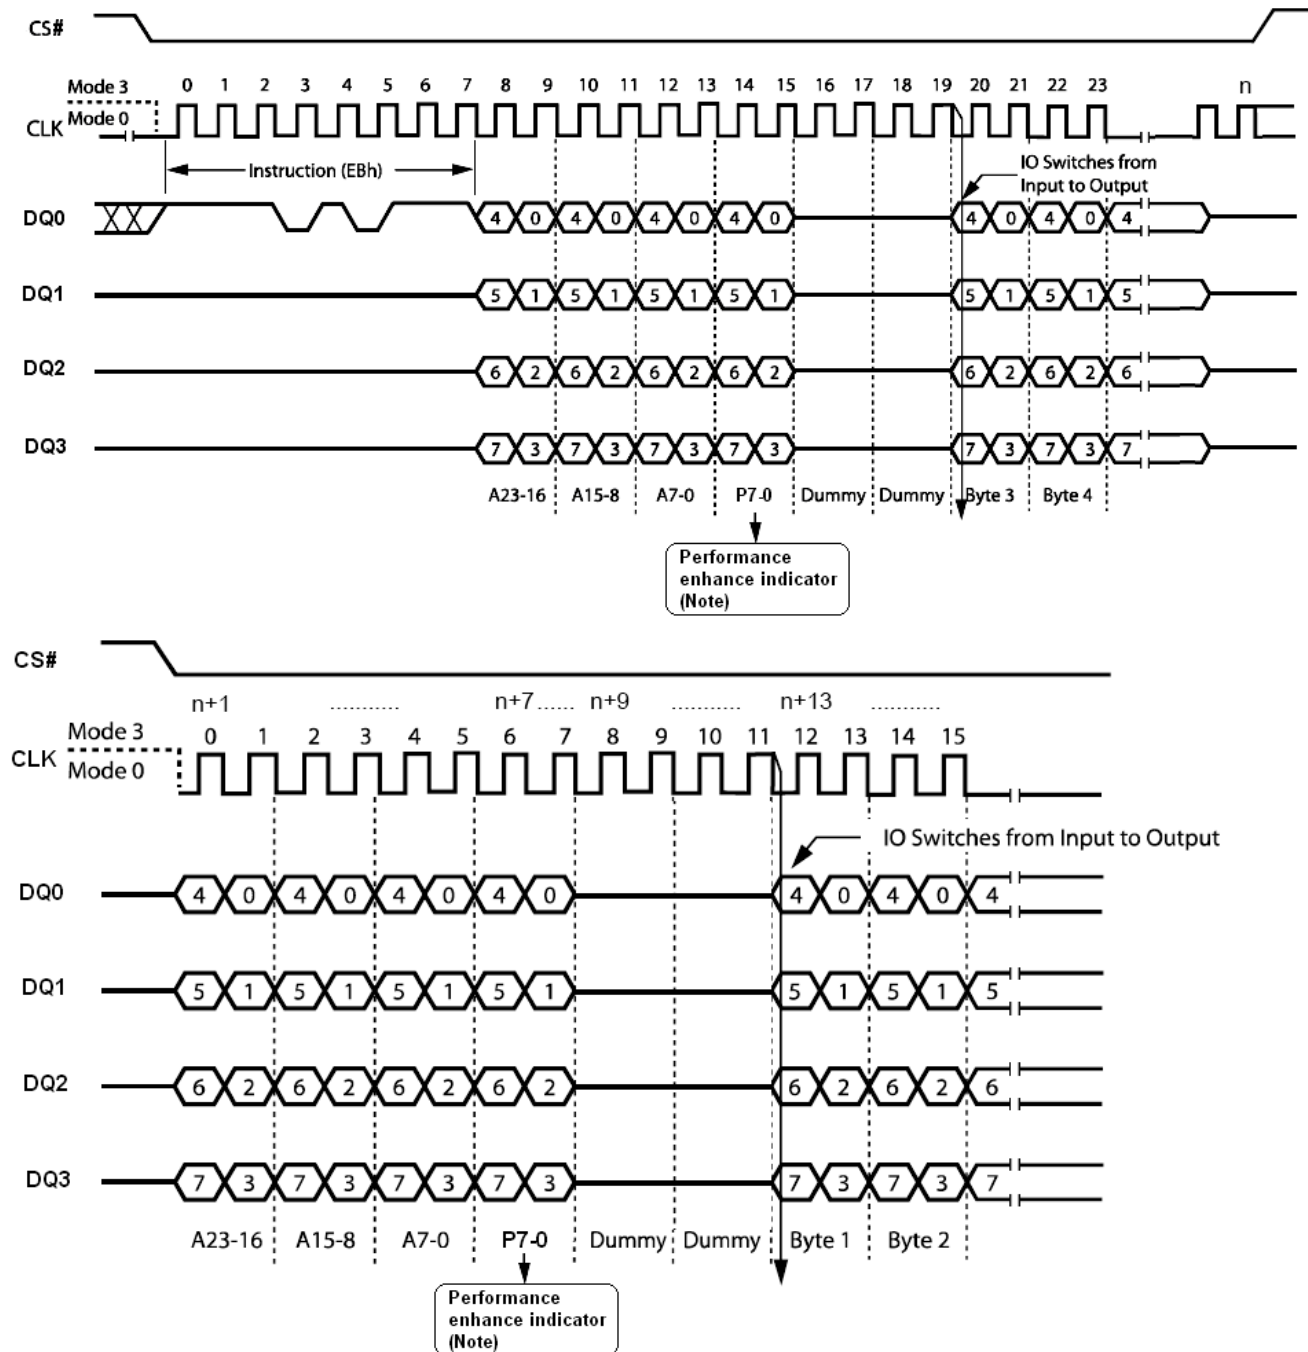 CS#
Mode 3
0 1 2 3 4 5 6 7 8 9 10 11 12 13 14 15 16 17 18 19 20 21 22 23 n
CLK Mode 0
Instruction (EBh)
IO Switches from
Input to Output
DQ0 4 0 4 0 4 0 4 0 4 0 4 0 4
DQ1 5 1 5 1 5 1 5 1 5 1 5 1 5
DQ2 6 2 6 2 6 2 6 2 6 2 6 2 6
DQ3 7 3 7 3 7 3 7 3 7 3 7 3 7
A23-16 A15-8 A7-0 P7-0 Dummy Dummy Byte 3 Byte 4
Performance
enhance indicator
(Note)
CS#
n+1 ........... n+7 ...... n+9 ........... n+13 ...........
Mode 3 0 1 2 3 4 5 6 7 8 9 10 11 12 13 14 15
CLK Mode 0
IO Switches from Input to Output
DQ0 4 0 4 0 4 0 4 0 4 0 4 0 4
DQ1 5 1 5 1 5 1 5 1 5 1 5 1 5
DQ2 6 2 6 2 6 2 6 2 6 2 6 2 6
DQ3 7 3 7 3 7 3 7 3 7 3 7 3 7
A23-16 A15-8 A7-0 P7-0 Dummy Dummy Byte 1 Byte 2
Performance
enhance indicator
(Note)